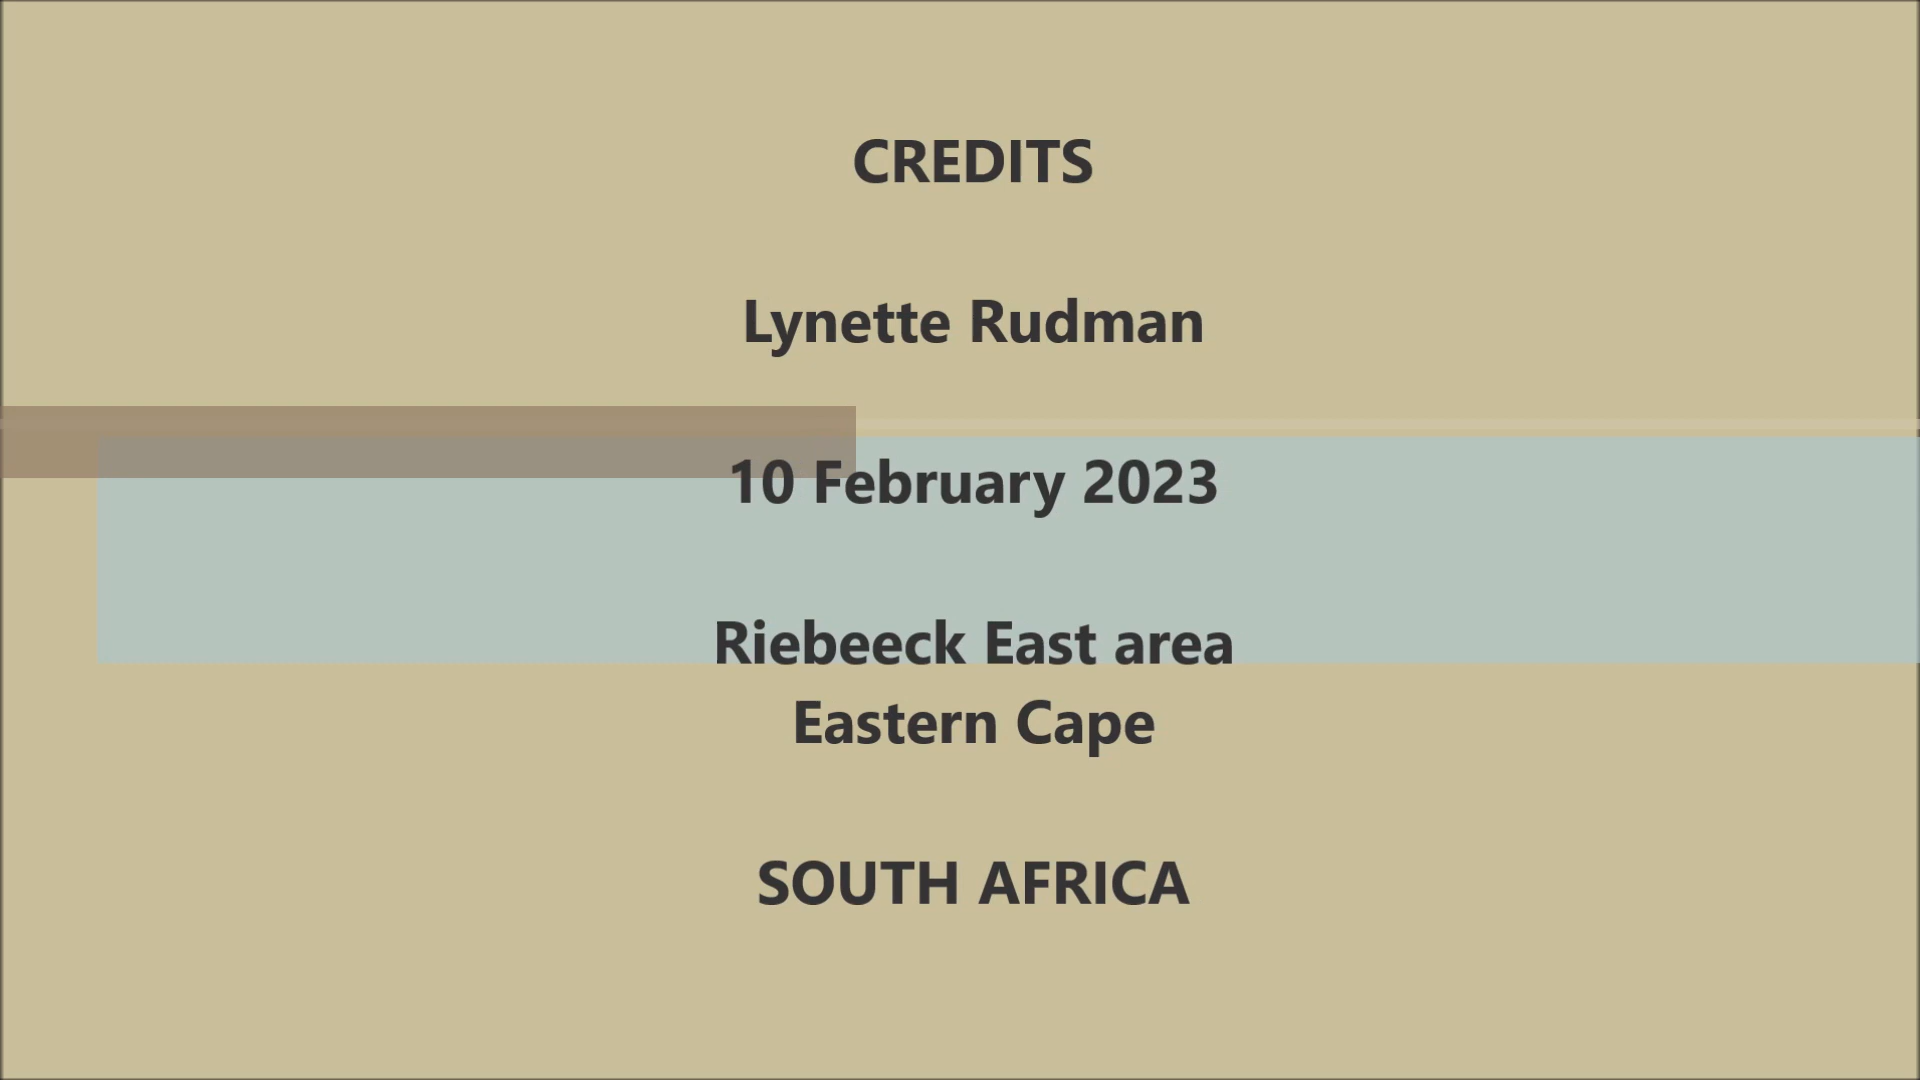 CREDITS
Lynette Rudman
10 February 2023
Riebeeck East area
Eastern Cape
SOUTH AFRICA